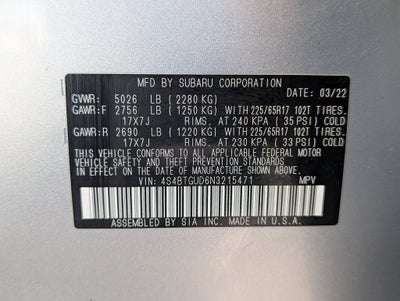 MFD. BY SUBARU CORPORATION
GVWR: 5026 LB (2280 KG) DATE: 03/22
GAWR:F 2756 LB (1250 KG) WITH 225/65R17 102T TIRES.
17X7J RIMS. AT 240 KPA (35 PSI) COLD
GAWR:R 2690 LB (1220 KG) WITH 225/65R17 102T TIRES.
17X7J RIMS. AT 230 KPA (33 PSI) COLD
THIS VEHICLE CONFORMS TO ALL APPLICABLE FEDERAL MOTOR
VEHICLE SAFETY, BUMPER, AND THEFT PREVENTION STANDARDS
IN EFFECT ON THE DATE OF MANUFACTURE SHOWN ABOVE.
VIN: 4S4BTGUD6N3215471 MPV
ASSEMBLED BY SIA INC. MADE IN U.S.A.